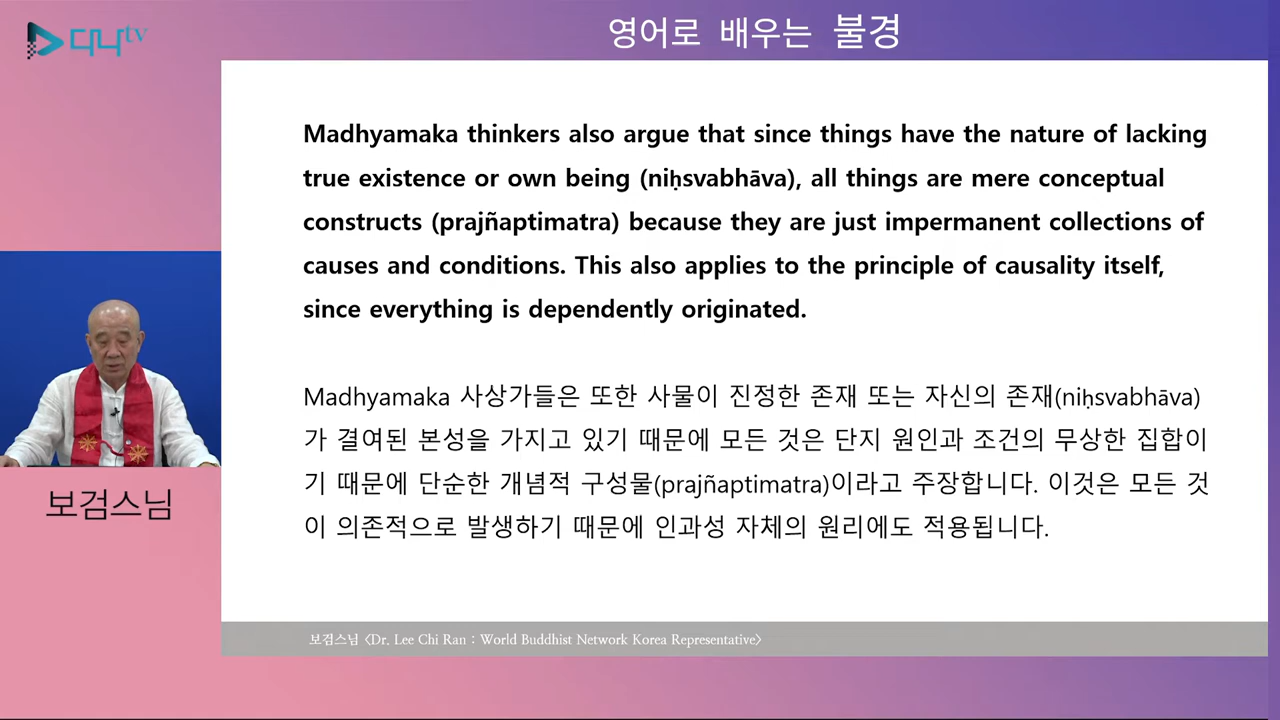 다나tv
영어로 배우는 불경
Madhyamaka thinkers also argue that since things have the nature of lacking
true existence or own being (niḥsvabhāva), all things are mere conceptual
constructs (prajñaptimatra) because they are just impermanent collections of
causes and conditions. This also applies to the principle of causality itself,
since everything is dependently originated.
Madhyamaka 사상가들은 또한 사물이 진정한 존재 또는 자신의 존재(niḥsvabhāva)
가 결여된 본성을 가지고 있기 때문에 모든 것은 단지 원인과 조건의 무상한 집합이
기 때문에 단순한 개념적 구성물(prajñaptimatra)이라고 주장합니다. 이것은 모든 것
이 의존적으로 발생하기 때문에 인과성 자체의 원리에도 적용됩니다.
보검스님
보검스님 <Dr. Lee Chi Ran : World Buddhist Network Korea Representative>